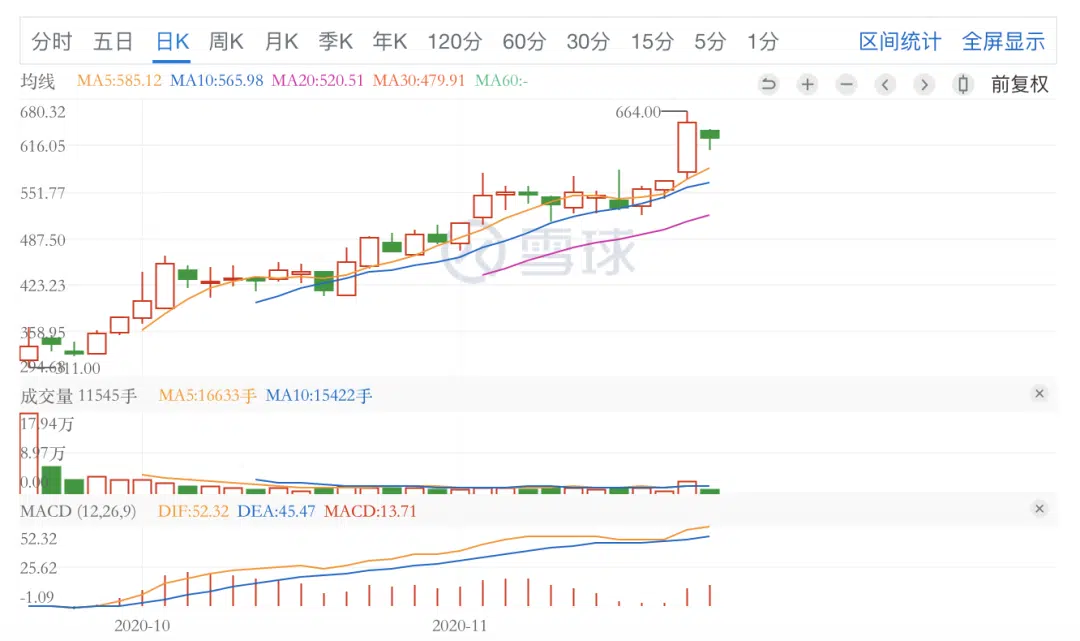 分时 五日 日K 周K 月K 季K 年K 120分 60分 30分 15分 5分 1分 区间统计 全屏显示
均线 MA5:585.12 MA10:565.98 MA20:520.51 MA30:479.91 MA60:- 前复权
680.32
664.00
616.05
551.77
487.50
雪球
423.23
358.95
294.68
311.00
成交量 11545手 MA5:16633手 MA10:15422手
17.94万
8.97万
0.00
MACD (12,26,9) DIF:52.32 DEA:45.47 MACD:13.71
52.32
25.62
-1.09
2020-10 2020-11